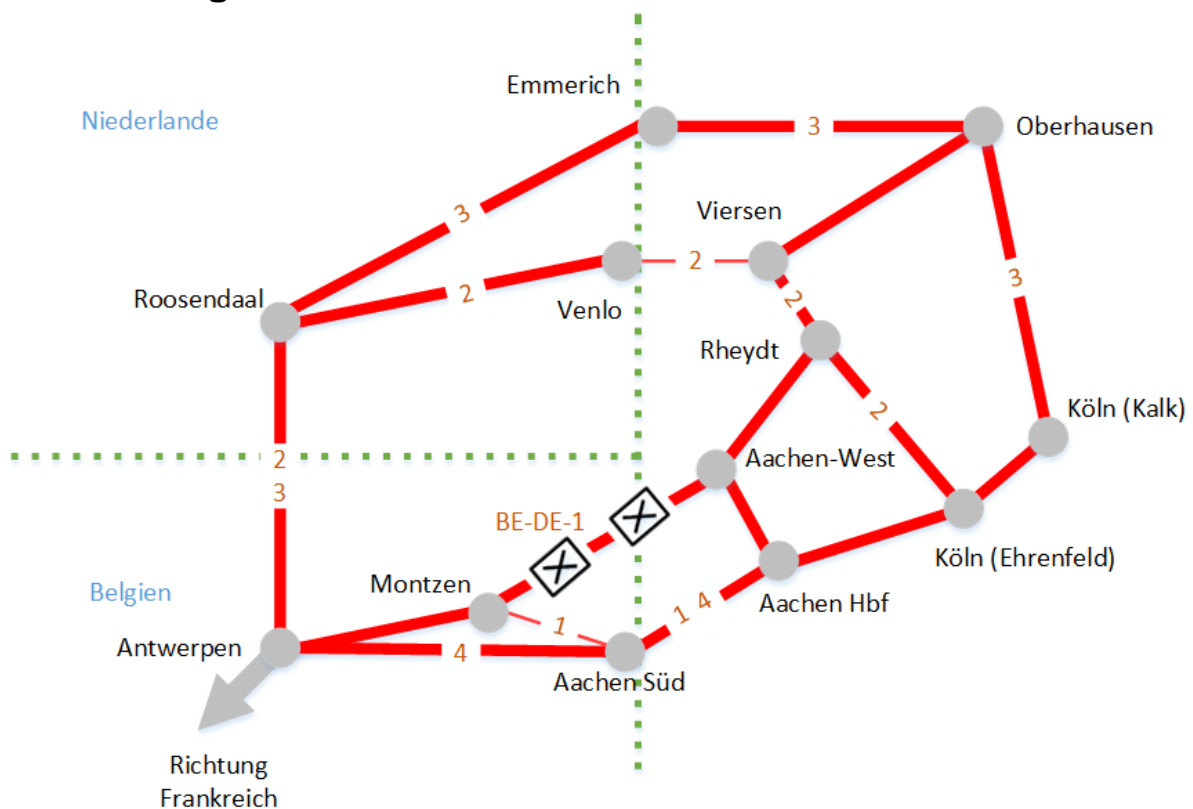 Emmerich
Niederlande
3
Oberhausen
3
Viersen
2
2
Roosendaal
2
Venlo
3
Rheydt
2
Köln (Kalk)
2
3
Aachen-West
BE-DE-1
Köln (Ehrenfeld)
Montzen
Belgien
Aachen Hbf
1 4
1
Antwerpen
4
Aachen Süd
Richtung
Frankreich